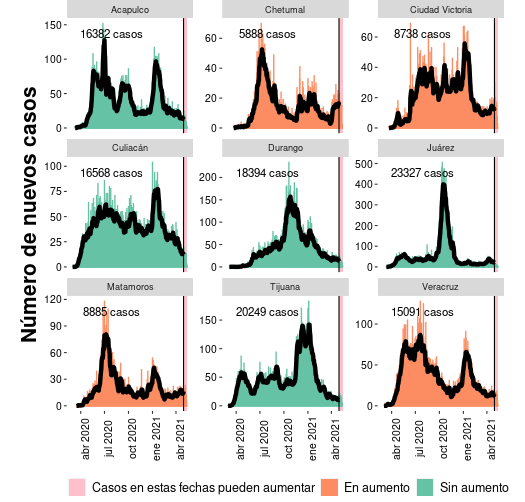 Acapulco
Chetumal
Ciudad Victoria
16382 casos
5888 casos
8738 casos
150
100
50
0
60
40
20
0
60
40
20
0
Culiacán
Durango
Juárez
16568 casos
18394 casos
23327 casos
100
75
50
25
0
200
150
100
50
0
500
400
300
200
100
0
Matamoros
Tijuana
Veracruz
8885 casos
20249 casos
15091 casos
120
90
60
30
0
150
100
50
0
100
50
0
abr 2020
jul 2020
oct 2020
ene 2021
abr 2021
abr 2020
jul 2020
oct 2020
ene 2021
abr 2021
abr 2020
jul 2020
oct 2020
ene 2021
abr 2021
Número de nuevos casos
Casos en estas fechas pueden aumentar En aumento Sin aumento